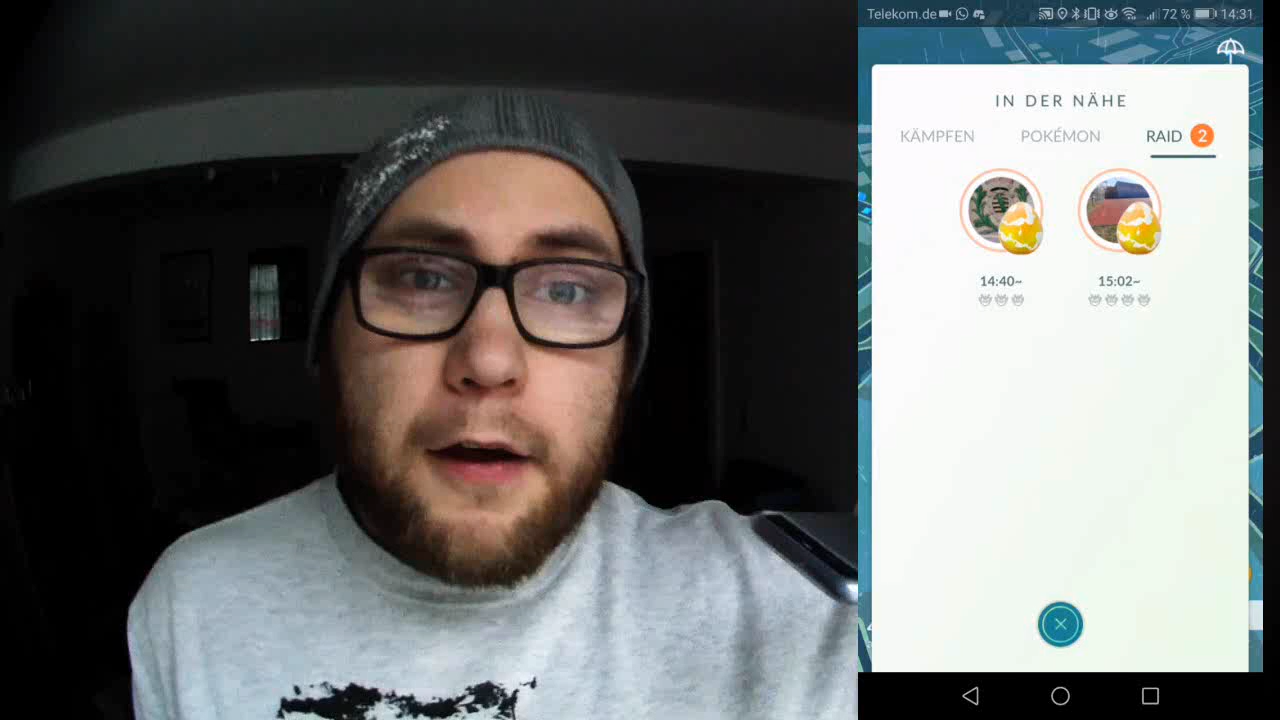 Telekom.de 72 % 14:31
IN DER NÄHE
KÄMPFEN POKÉMON RAID 2
14:40~ 15:02~